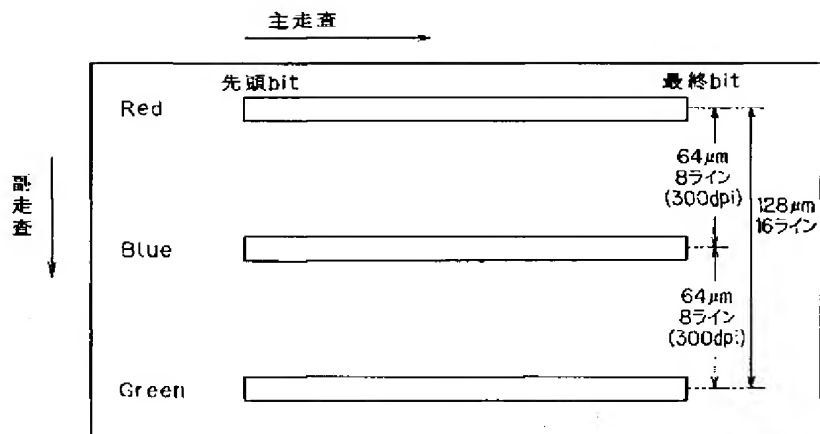 主走査
先頭bit
最終bit
Red
64μm
8ライン
(300dpi)
128μm
16ライン
副走査
Blue
64μm
8ライン
(300dpi)
Green